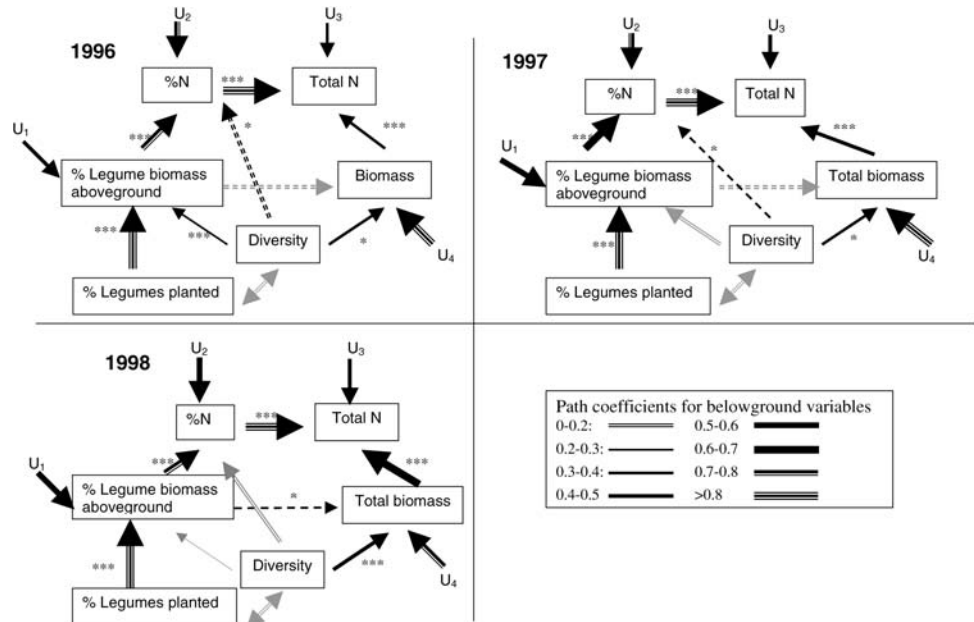 1996
U₂
U₃
%N
***
Total N
*
***
***
U₁
% Legume biomass
aboveground
Biomass
***
***
Diversity
*
U₄
% Legumes planted
1997
U₂
U₃
%N
***
Total N
***
*
***
U₁
% Legume biomass
aboveground
Total biomass
***
Diversity
*
U₄
% Legumes planted
1998
U₂
U₃
%N
***
Total N
***
***
U₁
% Legume biomass
aboveground
*
Total biomass
***
Diversity
***
U₄
% Legumes planted
Path coefficients for belowground variables
0-0.2: 0.5-0.6
0.2-0.3: 0.6-0.7
0.3-0.4: 0.7-0.8
0.4-0.5 >0.8